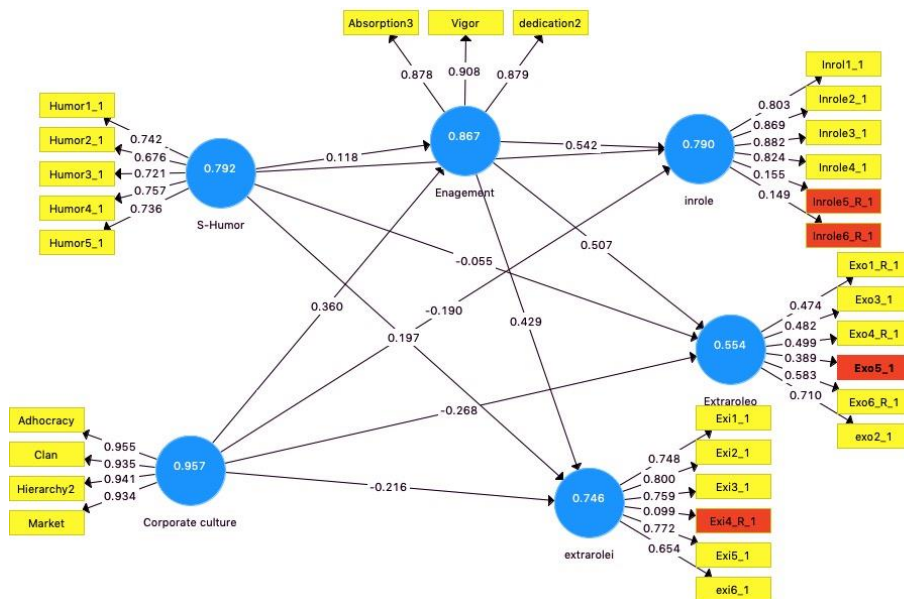 Absorption3
Vigor
dedication2
0.878
0.908
0.879
Humor1_1
Humor2_1
Humor3_1
Humor4_1
Humor5_1
0.742
0.676
0.721
0.757
0.736
0.792
S-Humor
0.118
0.867
Enagement
0.542
0.790
inrole
Inrol1_1
Inrole2_1
Inrole3_1
Inrole4_1
Inrole5_R_1
Inrole6_R_1
0.803
0.869
0.882
0.824
0.155
0.149
0.360
-0.055
-0.190
0.197
0.429
0.507
-0.268
-0.216
0.554
Extraroleo
Exo1_R_1
Exo3_1
Exo4_R_1
Exo5_1
Exo6_R_1
exo2_1
0.474
0.482
0.499
0.389
0.583
0.710
Adhocracy
Clan
Hierarchy2
Market
0.955
0.935
0.941
0.934
0.957
Corporate culture
0.746
extrarolei
Exi1_1
Exi2_1
Exi3_1
Exi4_R_1
Exi5_1
exi6_1
0.748
0.800
0.759
0.099
0.772
0.654